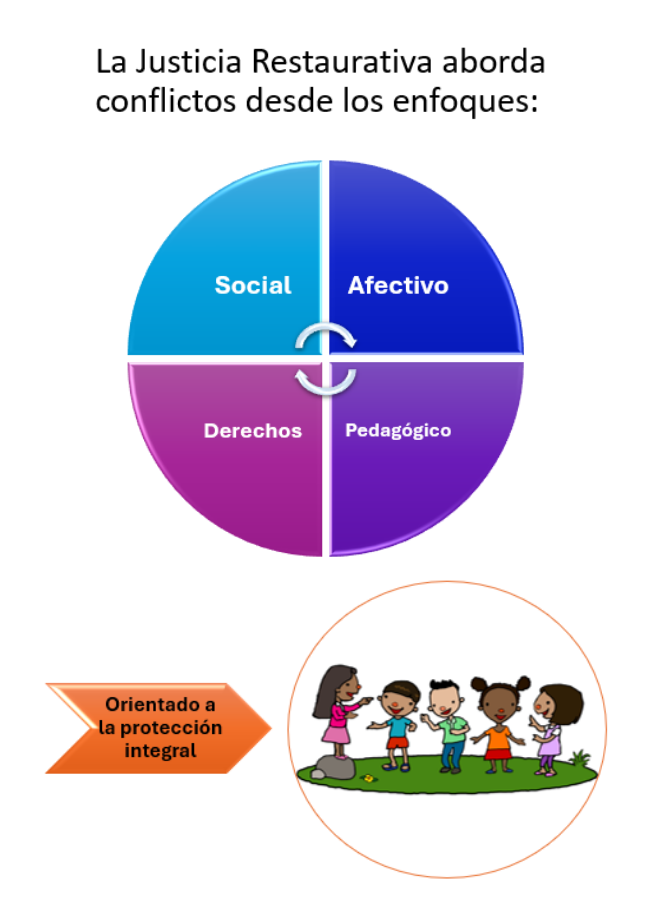 La Justicia Restaurativa aborda
conflictos desde los enfoques:
Social
Afectivo
Derechos
Pedagógico
Orientado a
la protección
integral